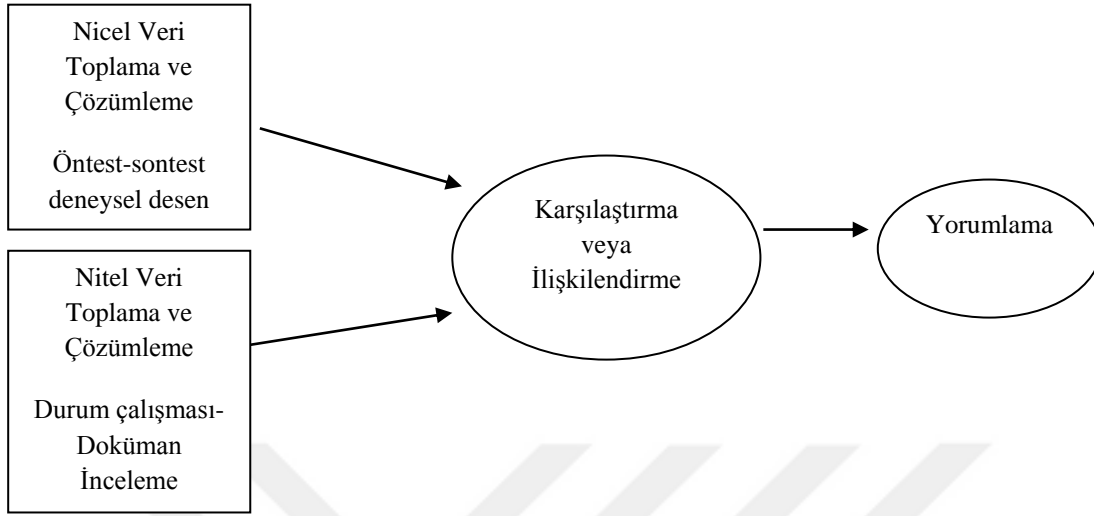 Nicel Veri
Toplama ve
Çözümleme
Öntest-sontest
deneysel desen
Nitel Veri
Toplama ve
Çözümleme
Durum çalışması-
Doküman
İnceleme
Karşılaştırma
veya
İlişkilendirme
Yorumlama